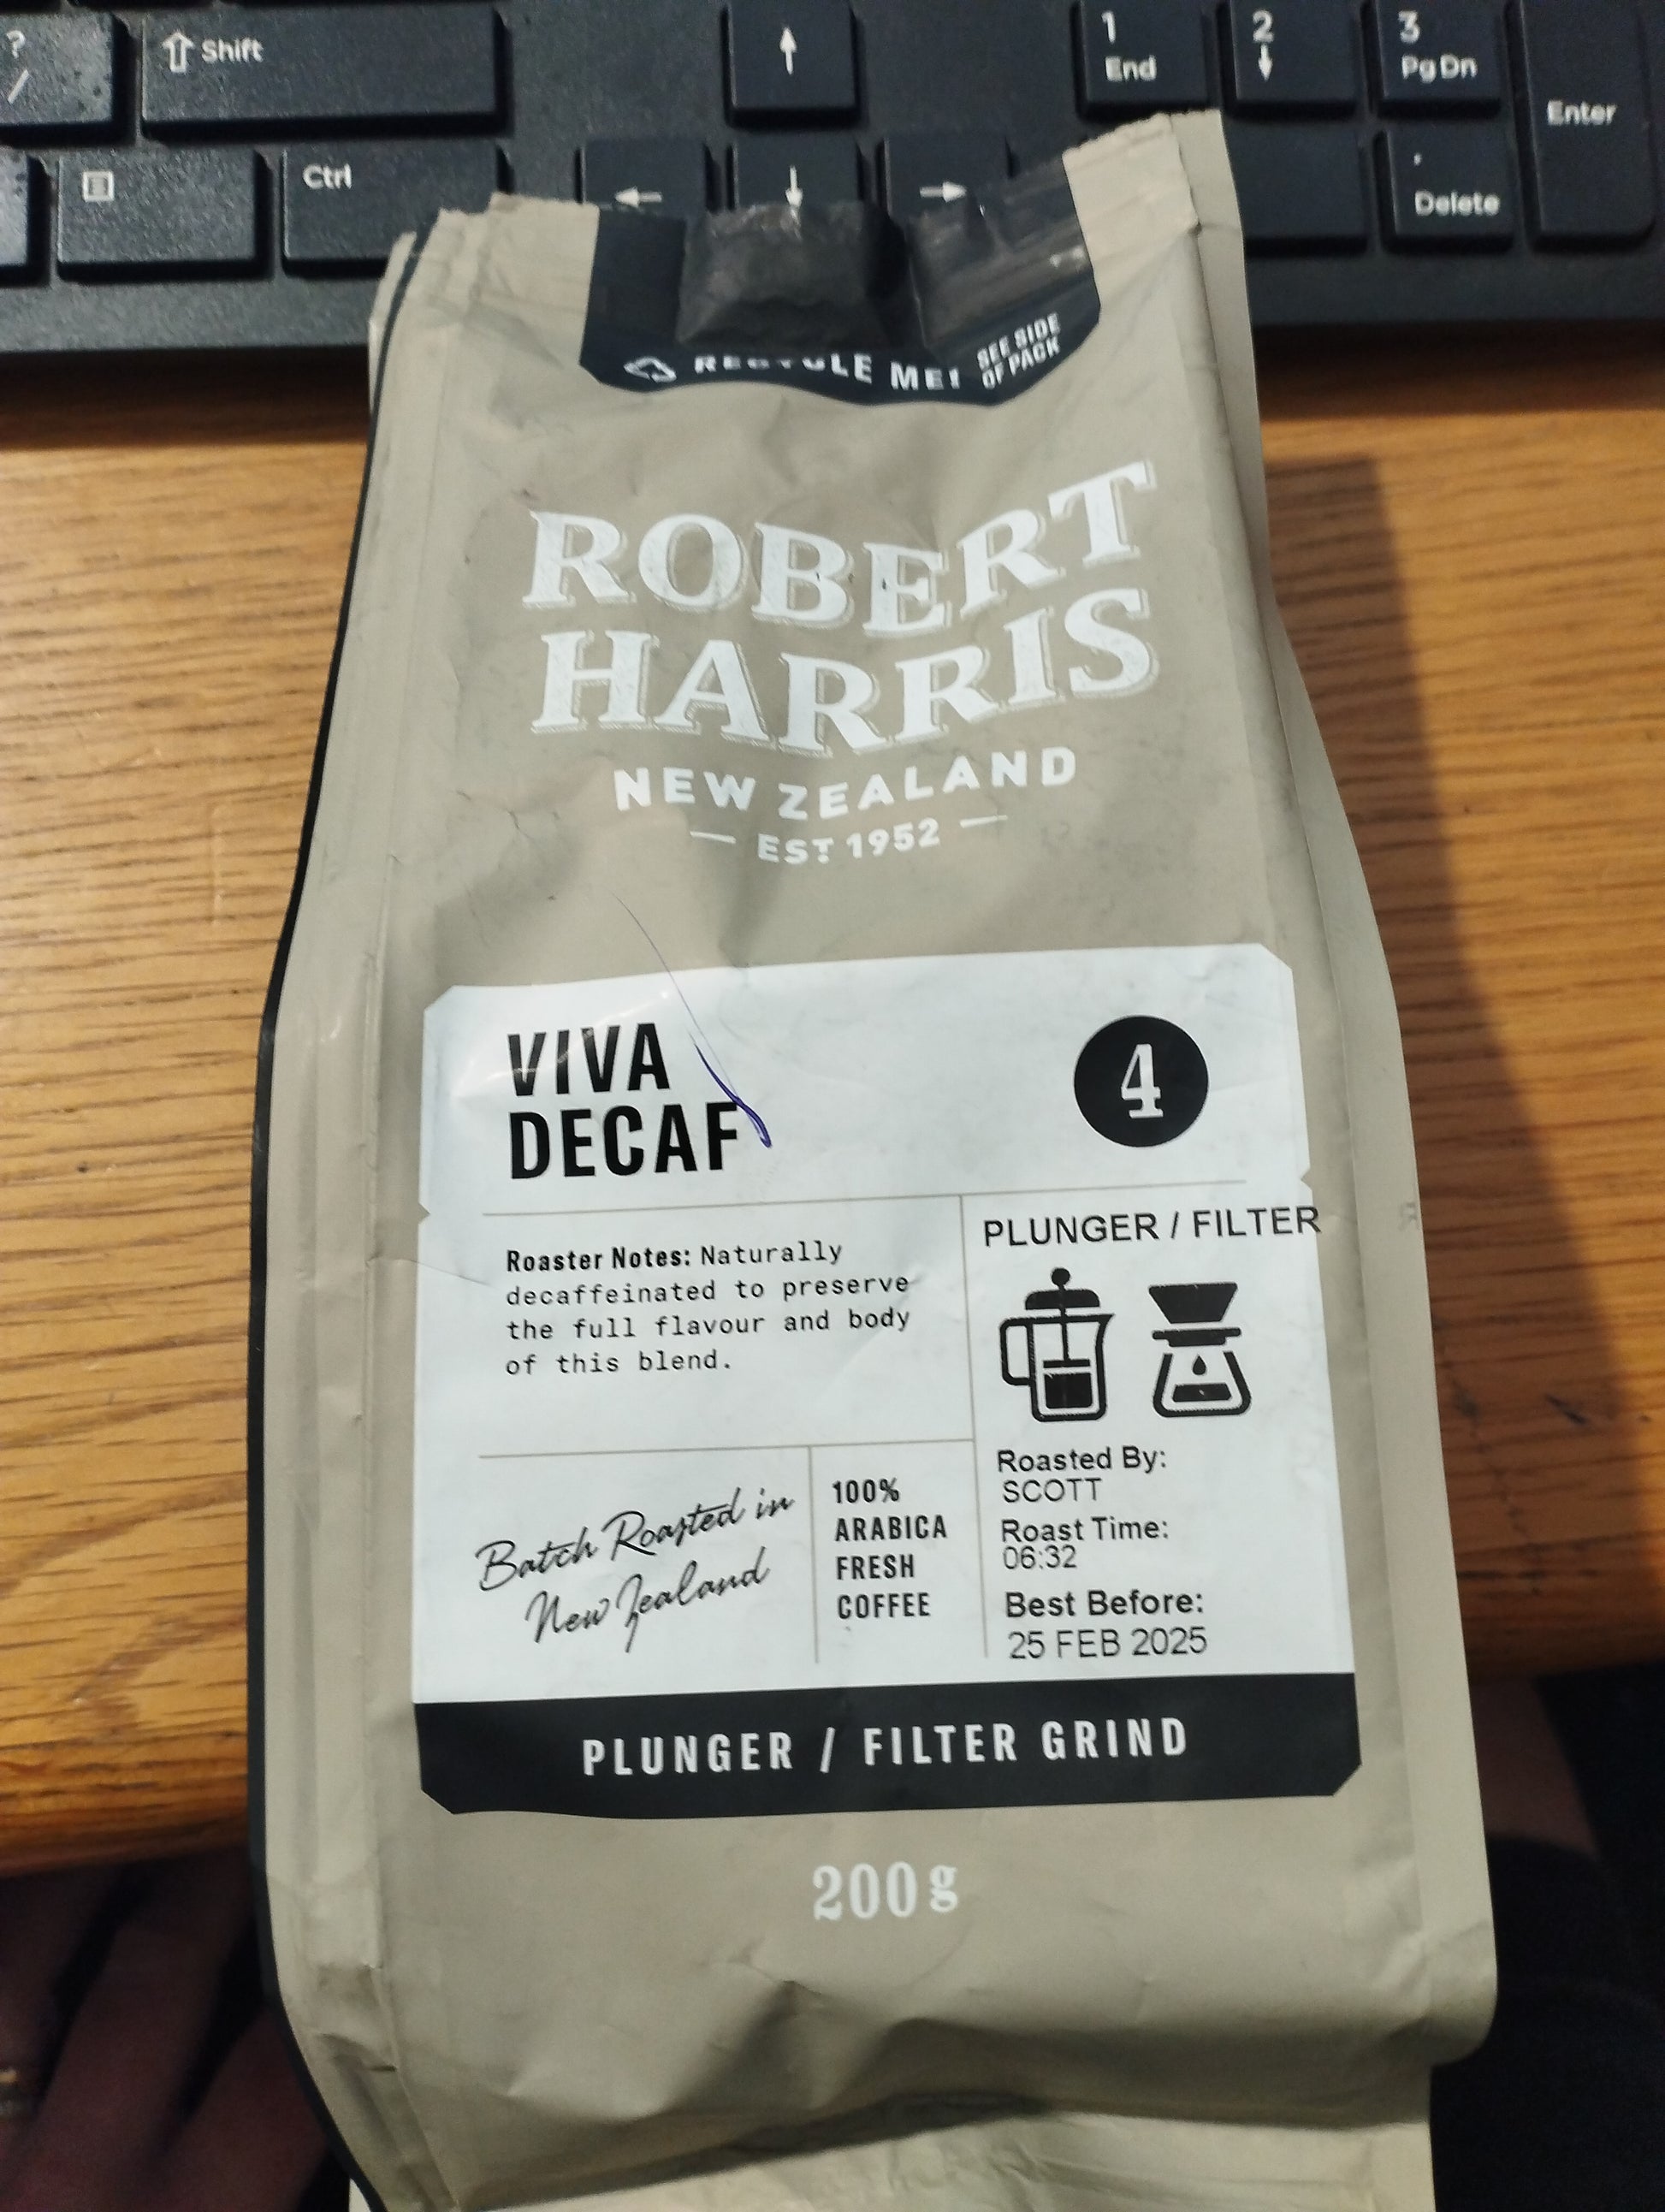 ?
/
Shift
Ctrl
1
End
2
3
Pg Dn
Enter
Delete
RECYCLE ME!
SEE SIDE
OF PACK
ROBERT
HARRIS
NEW ZEALAND
EST 1952
VIVA
DECAF
4
Roaster Notes: Naturally
decaffeinated to preserve
the full flavour and body
of this blend.
PLUNGER / FILTER
Batch Roasted in
New Zealand
100%
ARABICA
FRESH
COFFEE
Roasted By:
SCOTT
Roast Time:
06:32
Best Before:
25 FEB 2025
PLUNGER / FILTER GRIND
200g